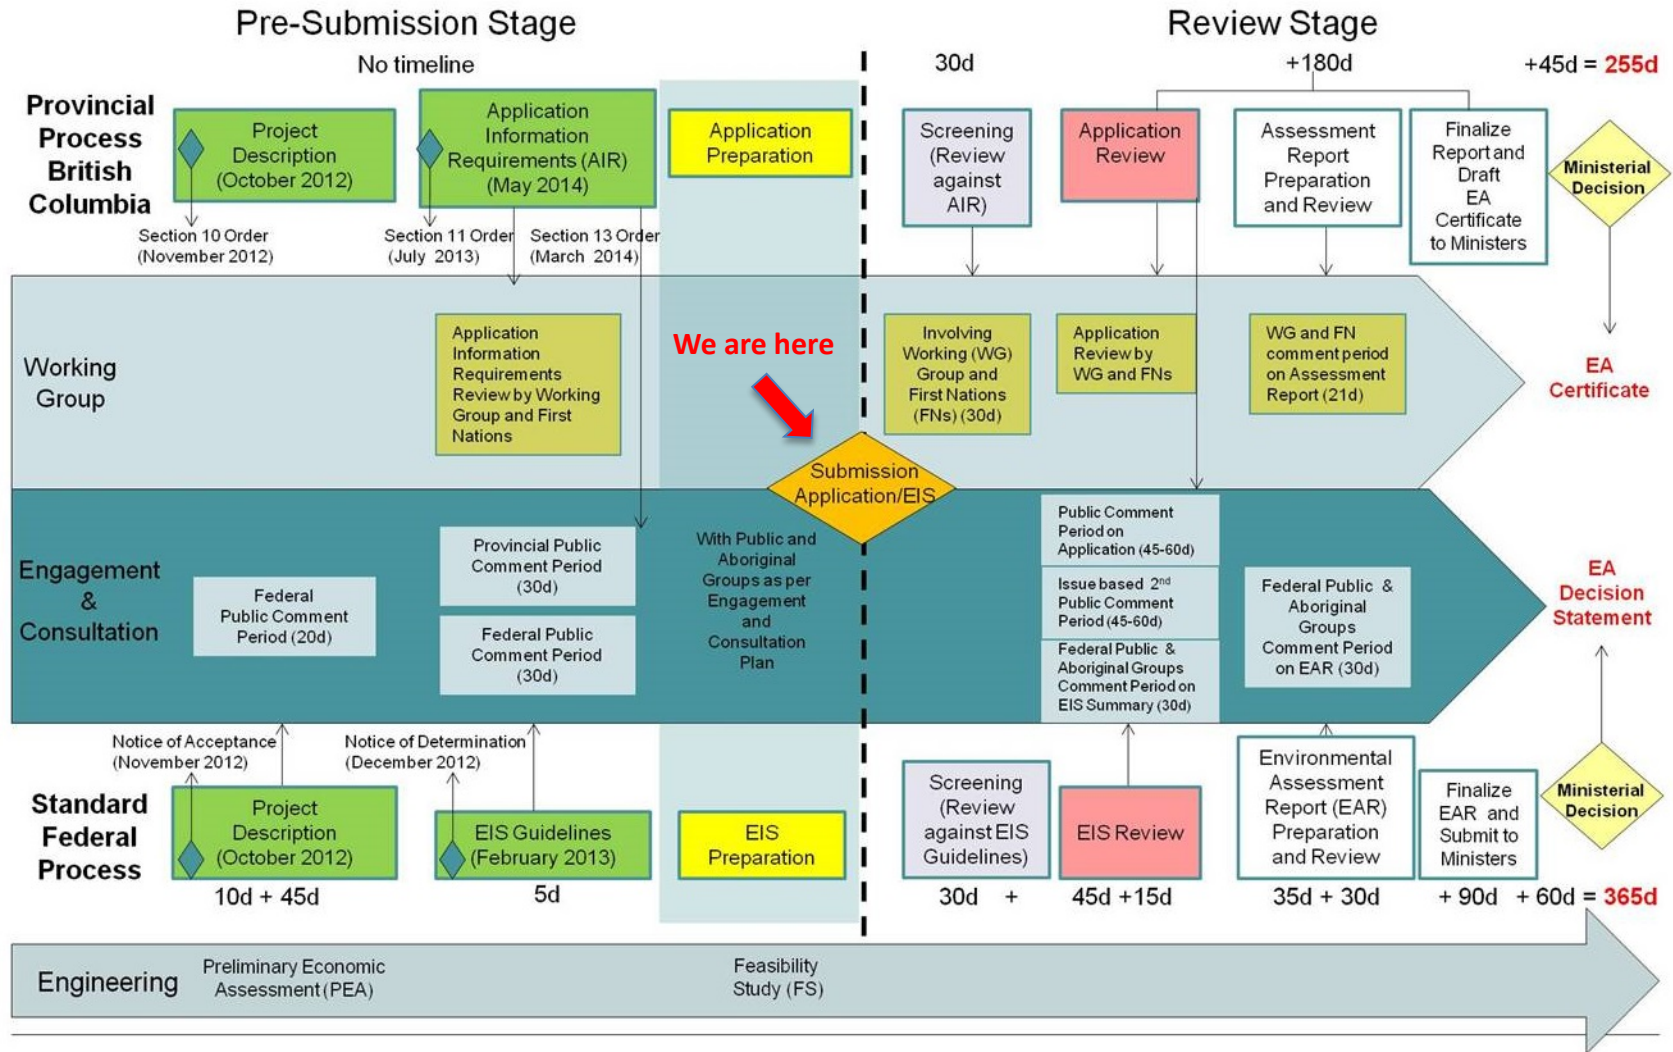 Pre-Submission Stage
Review Stage
No timeline
30d
+180d
+45d = 255d
Provincial
Process
British
Columbia
Project
Description
(October 2012)
Application
Information
Requirements (AIR)
(May 2014)
Application
Preparation
Screening
(Review
against
AIR)
Application
Review
Assessment
Report
Preparation
and Review
Finalize
Report and
Draft
EA
Certificate
to Ministers
Ministerial
Decision
Section 10 Order
(November 2012)
Section 11 Order
(July 2013)
Section 13 Order
(March 2014)
Working
Group
Application
Information
Requirements
Review by Working
Group and First
Nations
We are here
Involving
Working (WG)
Group and
First Nations
(FNs) (30d)
Application
Review by
WG and FNs
WG and FN
comment period
on Assessment
Report (21d)
EA
Certificate
Submission
Application/EIS
Engagement
&
Consultation
Federal
Public Comment
Period (20d)
Provincial Public
Comment Period
(30d)
Federal Public
Comment Period
(30d)
With Public and
Aboriginal
Groups as per
Engagement
and
Consultation
Plan
Public Comment
Period on
Application (45-60d)
Issue based 2nd
Public Comment
Period (45-60d)
Federal Public &
Aboriginal Groups
Comment Period on
EIS Summary (30d)
Federal Public &
Aboriginal
Groups
Comment Period
on EAR (30d)
EA
Decision
Statement
Notice of Acceptance
(November 2012)
Notice of Determination
(December 2012)
Standard
Federal
Process
Project
Description
(October 2012)
EIS Guidelines
(February 2013)
EIS
Preparation
Screening
(Review
against EIS
Guidelines)
EIS Review
Environmental
Assessment
Report (EAR)
Preparation
and Review
Finalize
EAR and
Submit to
Ministers
Ministerial
Decision
10d + 45d
5d
30d +
45d +15d
35d + 30d
+ 90d + 60d = 365d
Engineering
Preliminary Economic
Assessment (PEA)
Feasibility
Study (FS)